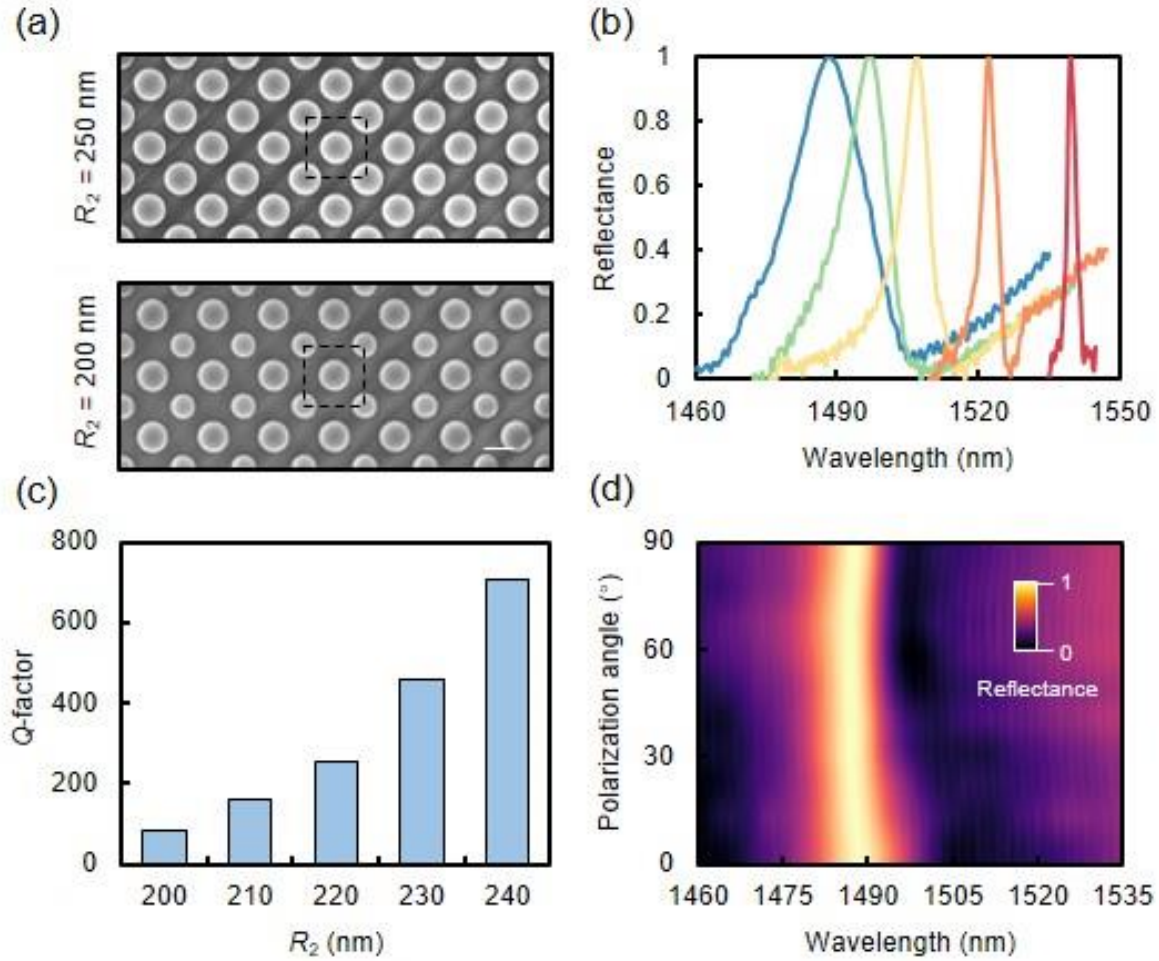 (a)
R₂ = 250 nm
R₂ = 200 nm
(b)
1
0.8
0.6
0.4
0.2
0
Reflectance
1460
1490
1520
1550
Wavelength (nm)
(c)
800
600
400
200
0
Q-factor
200
210
220
230
240
R₂ (nm)
(d)
90
60
30
0
Polarization angle (°)
1
0
Reflectance
1460
1475
1490
1505
1520
1535
Wavelength (nm)